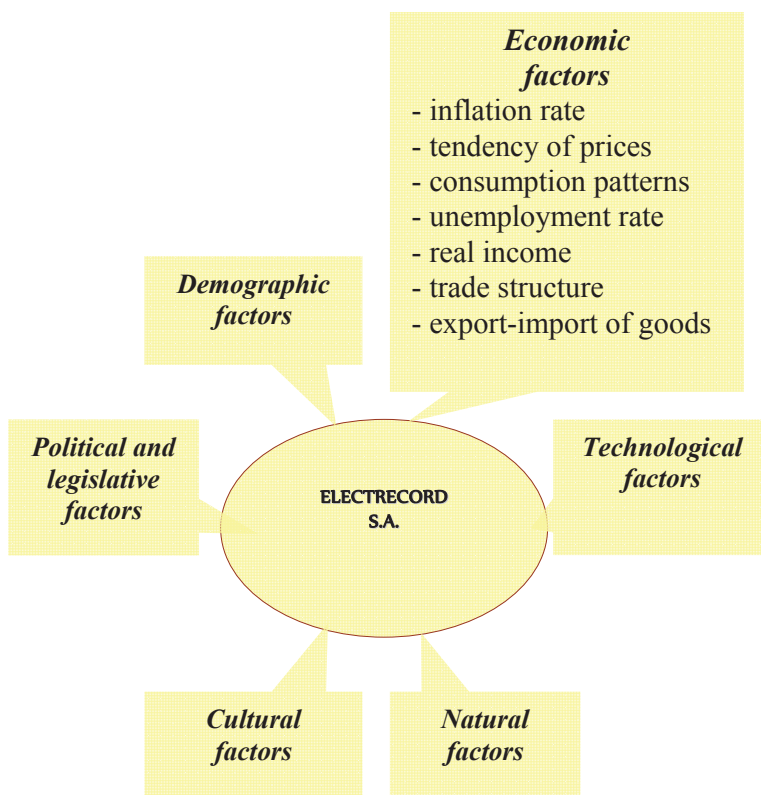 Economic
factors
- inflation rate
- tendency of prices
- consumption patterns
- unemployment rate
- real income
- trade structure
- export-import of goods
Demographic
factors
Political and
legislative
factors
ELECTRECORD
S.A.
Technological
factors
Cultural
factors
Natural
factors